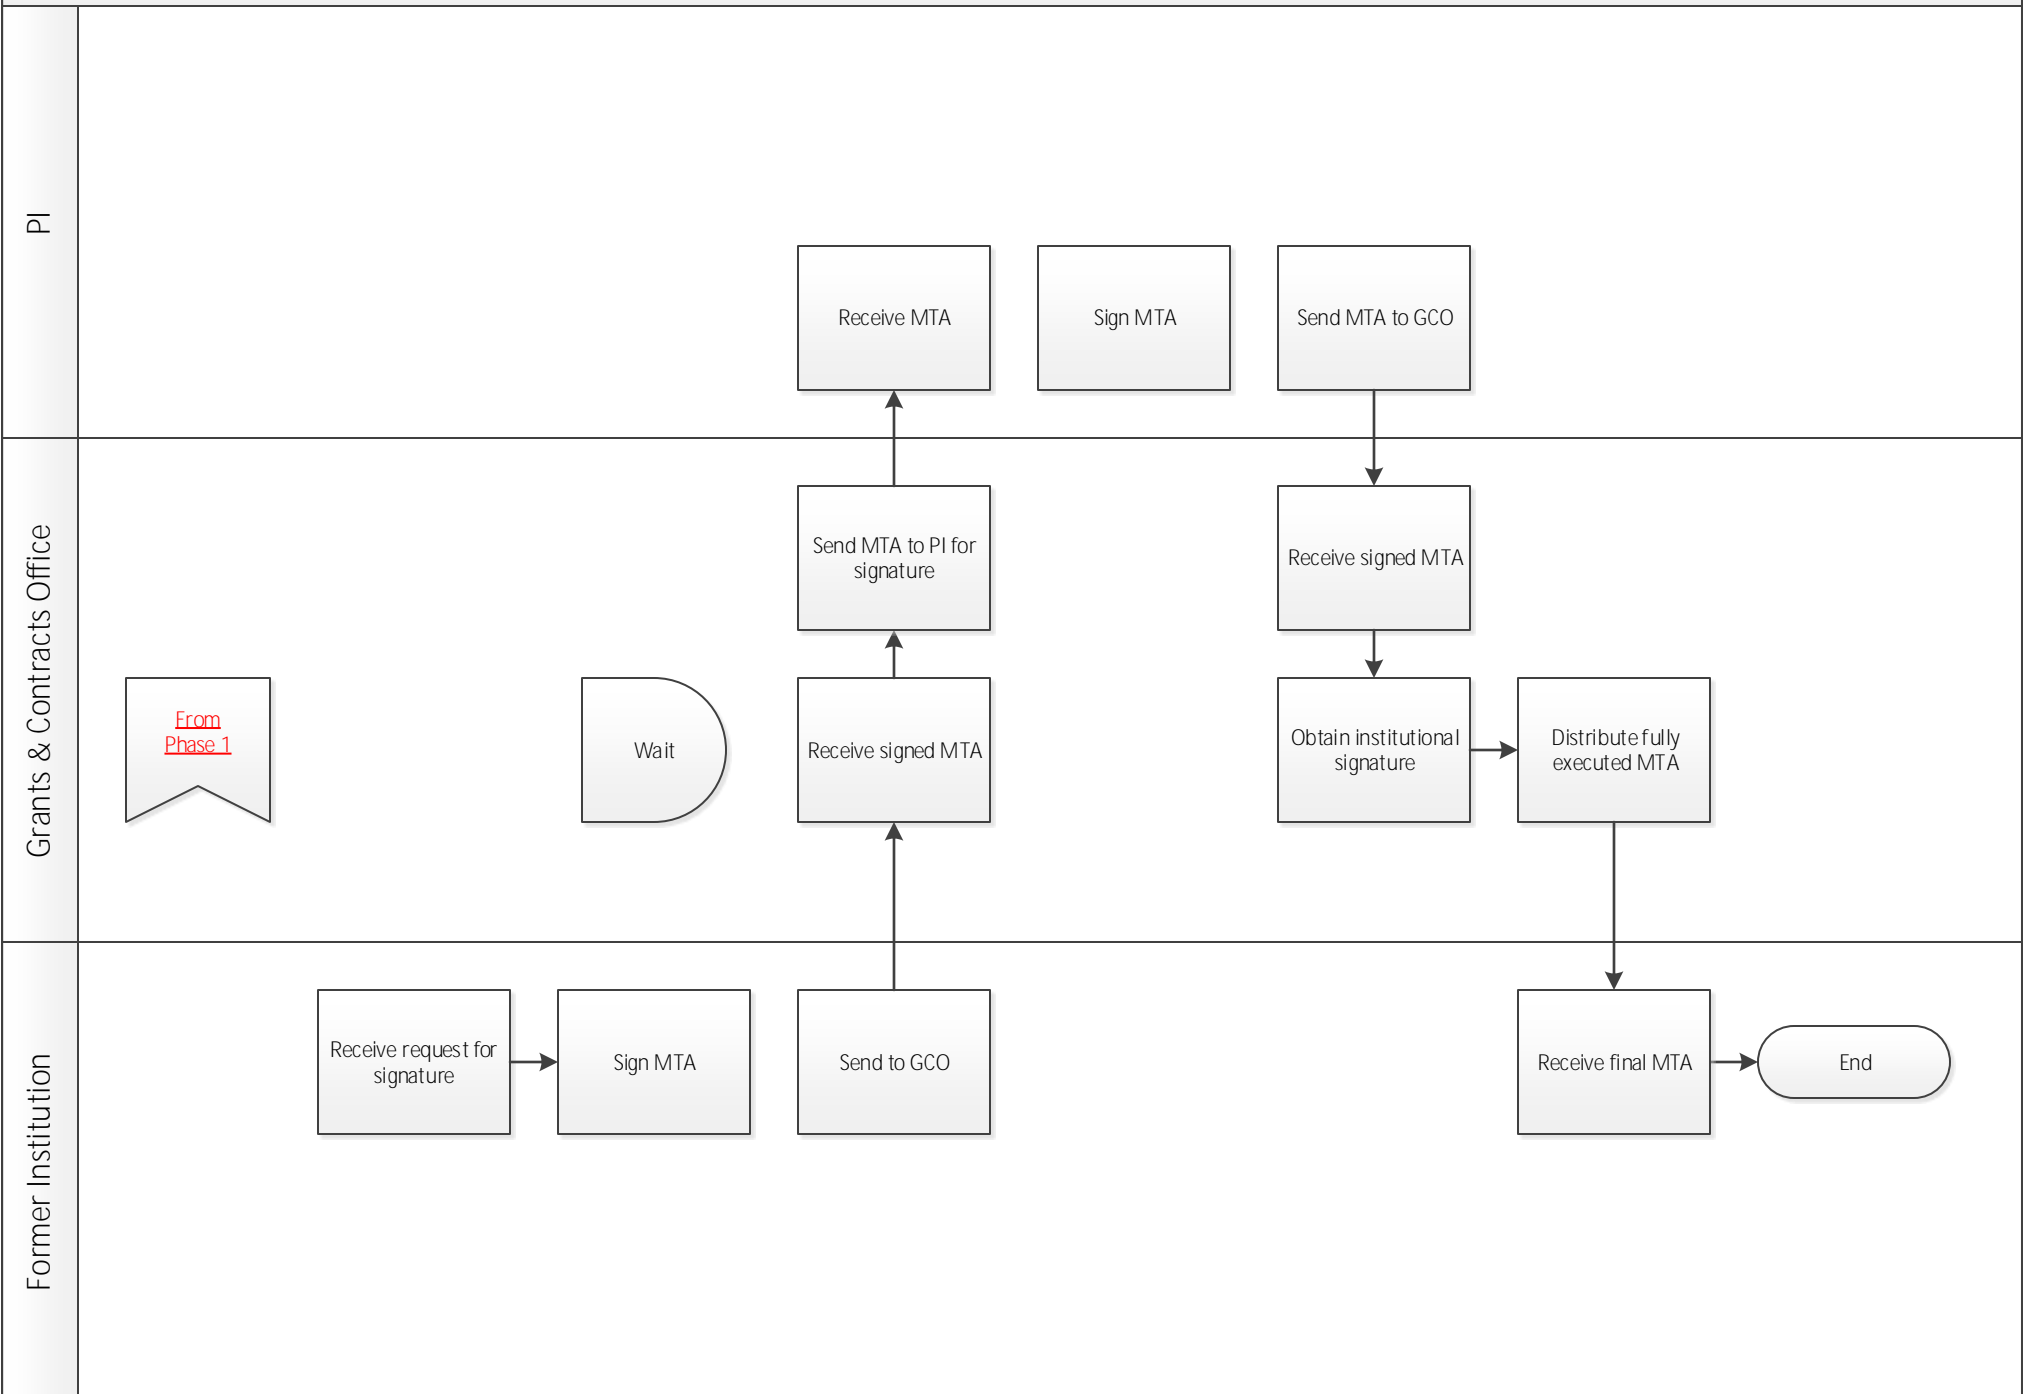 PI
Receive MTA
Sign MTA
Send MTA to GCO
Grants & Contracts Office
Send MTA to PI for
signature
Receive signed MTA
From
Phase 1
Wait
Receive signed MTA
Obtain institutional
signature
Distribute fully
executed MTA
Former Institution
Receive request for
signature
Sign MTA
Send to GCO
Receive final MTA
End